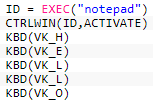 ID = EXEC("notepad")
CTRLWIN(ID,ACTIVATE)
KBD(VK_H)
KBD(VK_E)
KBD(VK_L)
KBD(VK_L)
KBD(VK_O)